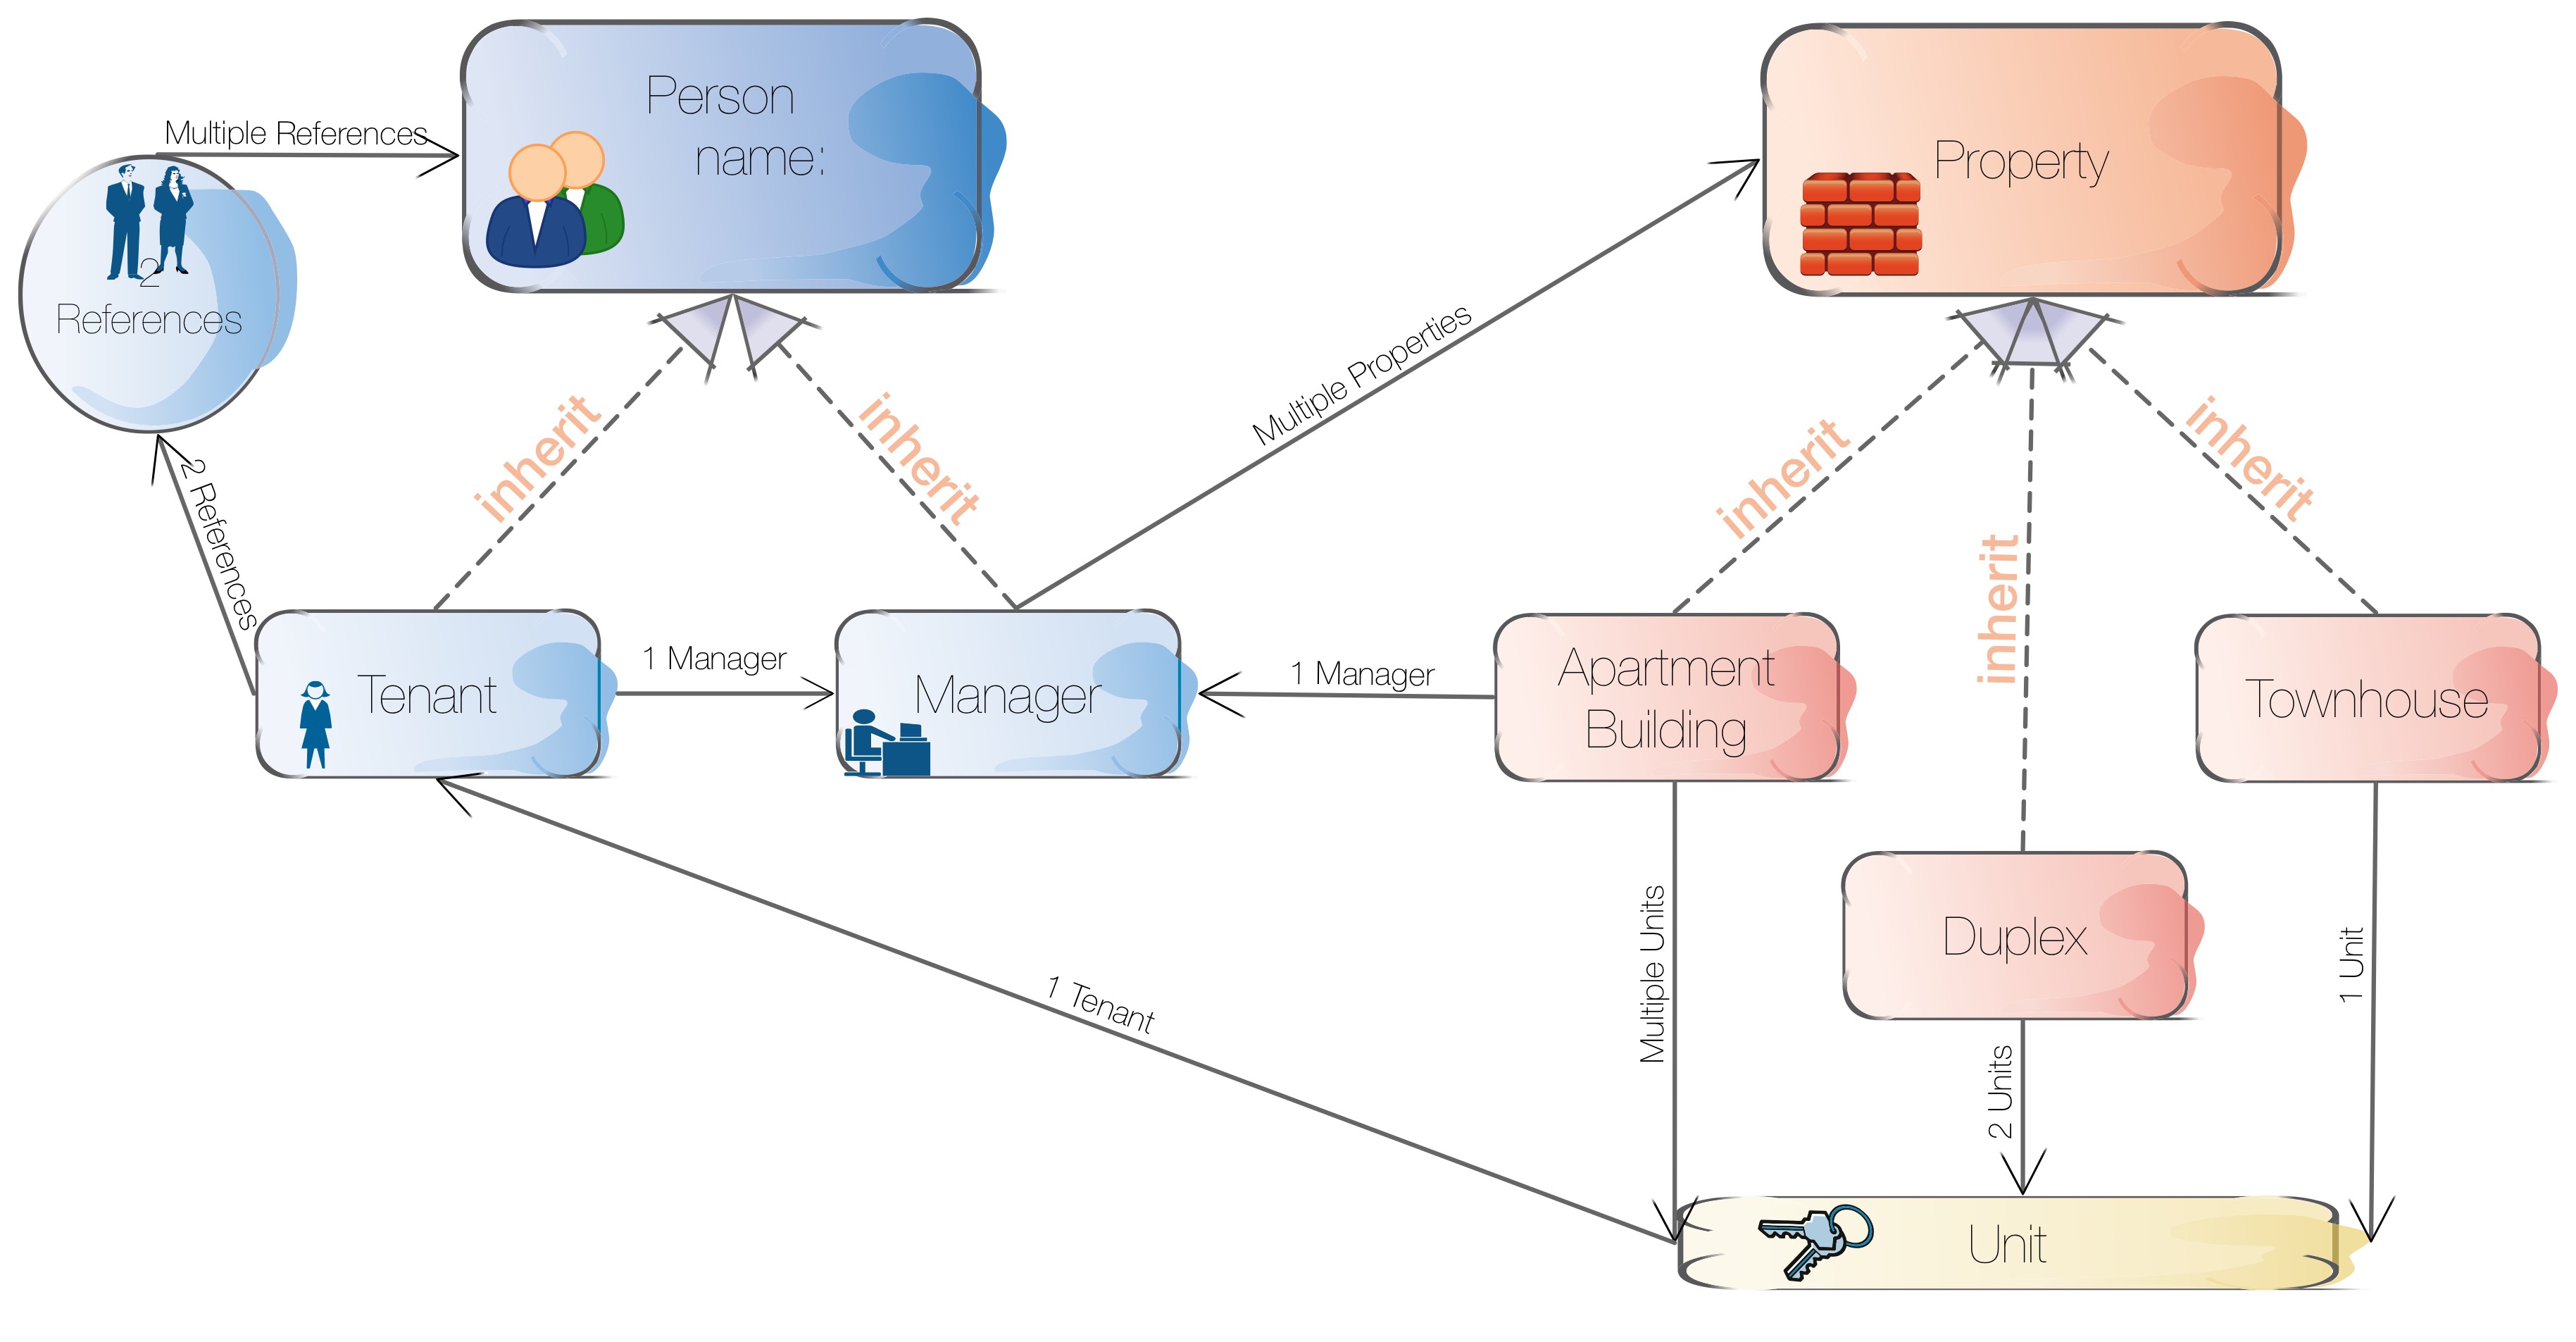 Person
name:
Property
Multiple References
2
References
Multiple Properties
inherit
inherit
inherit
inherit
inherit
2 References
Tenant
1 Manager
Manager
1 Manager
Apartment
Building
Townhouse
Duplex
Multiple Units
1 Unit
1 Tenant
2 Units
Unit